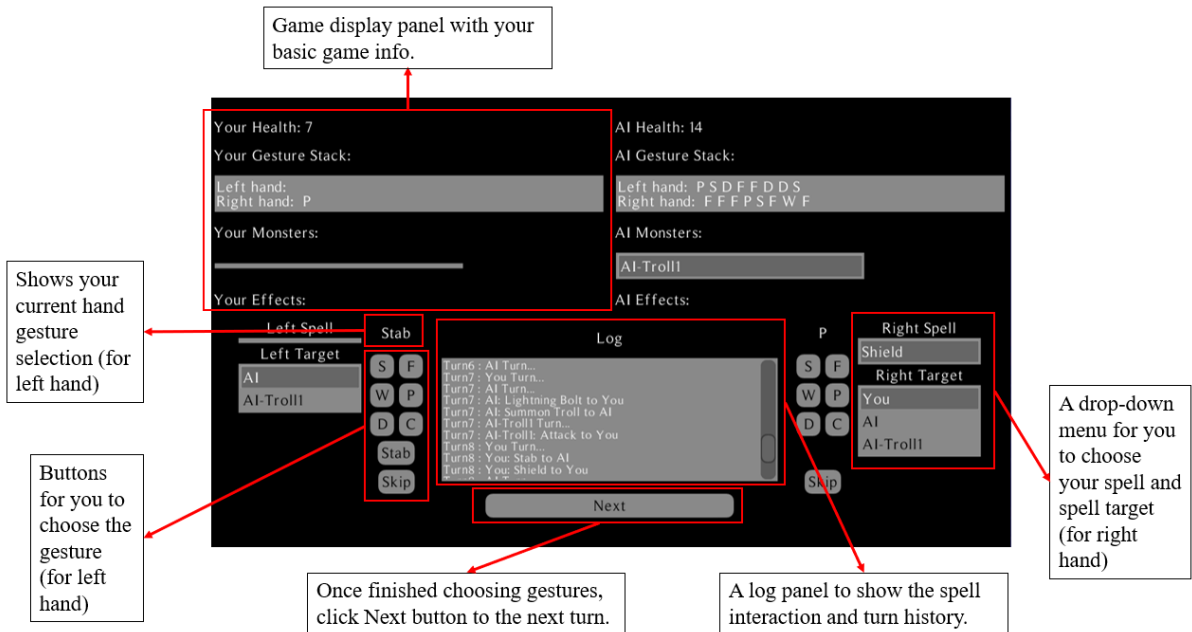 Game display panel with your
basic game info.
Your Health: 7
Your Gesture Stack:
Left hand:
Right hand: P
Your Monsters:
Your Effects:
AI Health: 14
AI Gesture Stack:
Left hand: P S D F F D D S
Right hand: F F F P S F W F
AI Monsters:
AI-Troll1
AI Effects:
Shows your
current hand
gesture
selection (for
left hand)
Left Spell
Left Target
AI
AI-Troll1
Stab
S F
W P
D C
Stab
Skip
Log
Turn6 : AI Turn...
Turn7 : You Turn...
Turn7 : AI Turn...
Turn7 : AI: Lightning Bolt to You
Turn7 : AI: Summon Troll to AI
Turn7 : AI-Troll1 Turn...
Turn7 : AI-Troll1: Attack to You
Turn8 : You Turn...
Turn8 : You: Stab to AI
Turn8 : You: Shield to You
Turn8 : AI Turn...
Next
P
S F
W P
D C
Skip
Right Spell
Shield
Right Target
You
AI
AI-Troll1
Buttons
for you to
choose the
gesture
(for left
hand)
A drop-down
menu for you
to choose
your spell and
spell target
(for right
hand)
Once finished choosing gestures,
click Next button to the next turn.
A log panel to show the spell
interaction and turn history.